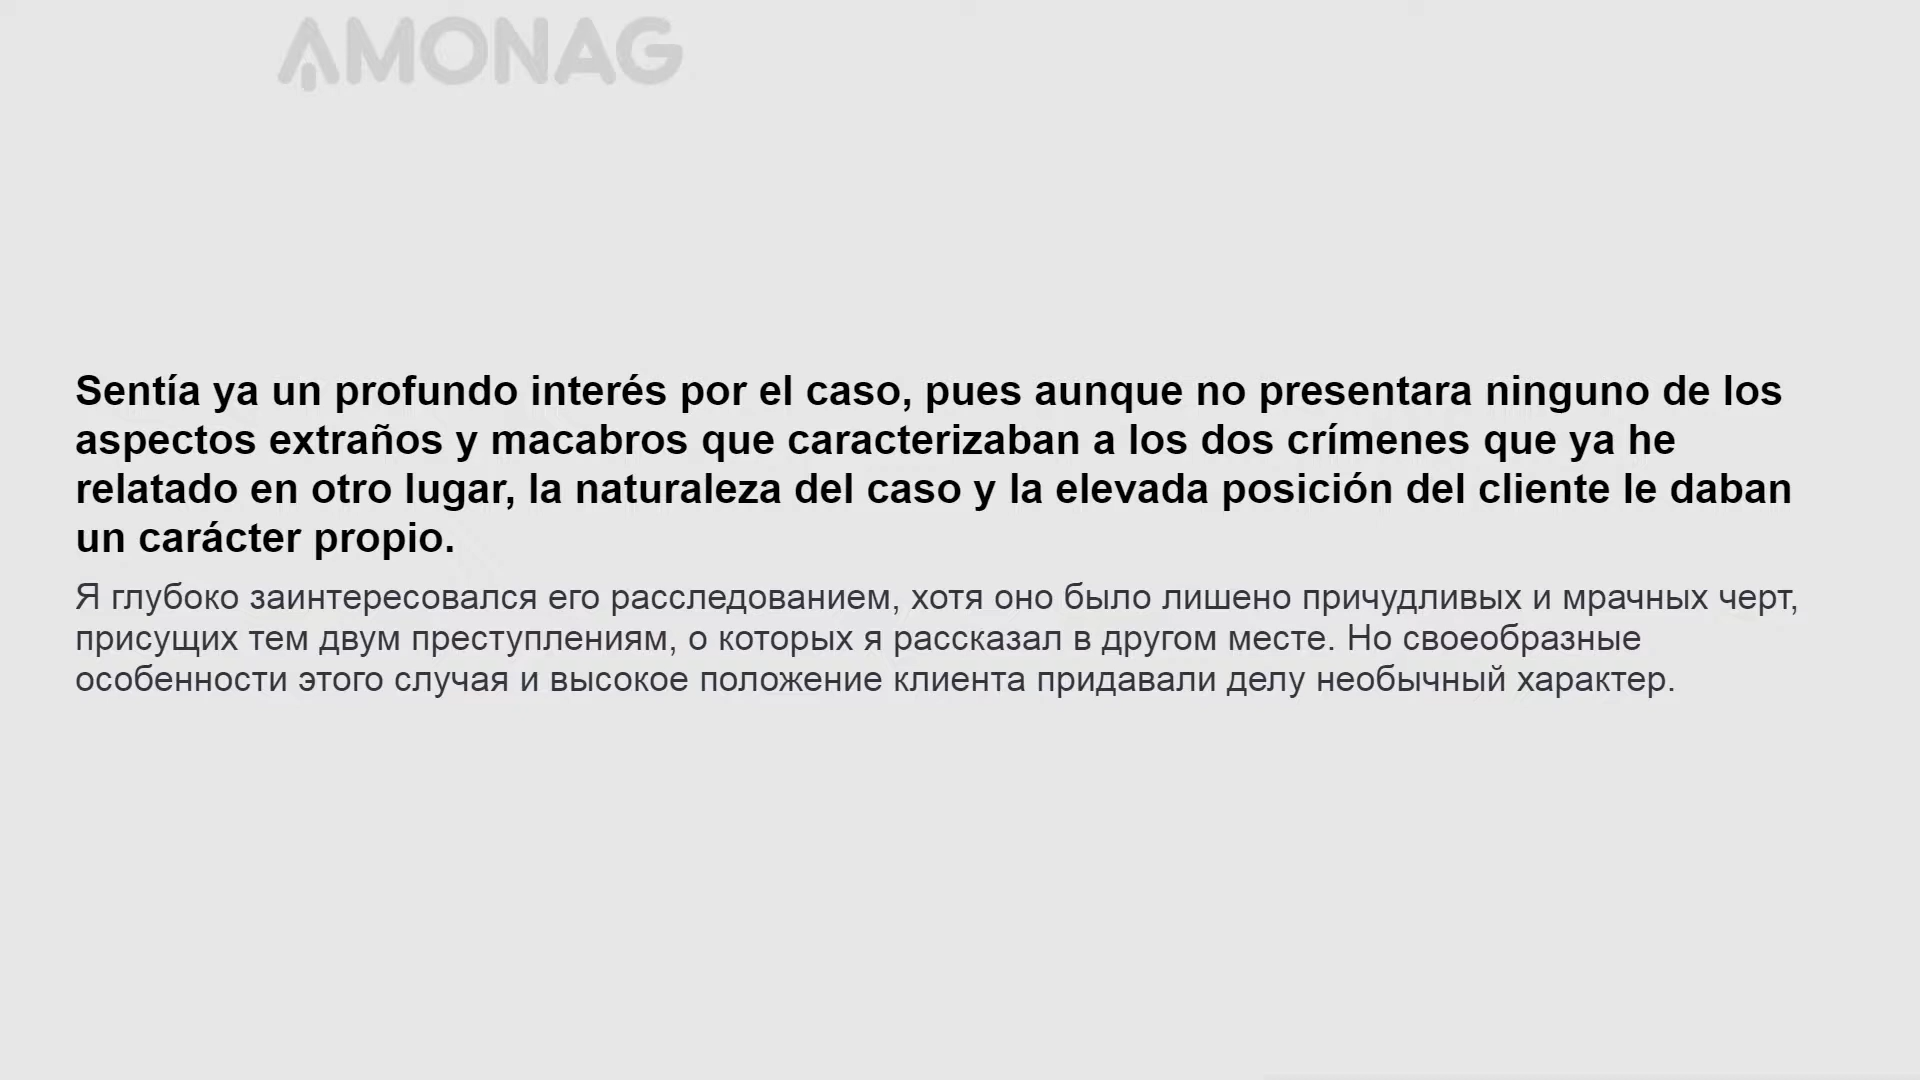 AMONAG
Sentía ya un profundo interés por el caso, pues aunque no presentara ninguno de los
aspectos extraños y macabros que caracterizaban a los dos crímenes que ya he
relatado en otro lugar, la naturaleza del caso y la elevada posición del cliente le daban
un carácter propio.
Я глубоко заинтересовался его расследованием, хотя оно было лишено причудливых и мрачных черт,
присущих тем двум преступлениям, о которых я рассказал в другом месте. Но своеобразные
особенности этого случая и высокое положение клиента придавали делу необычный характер.